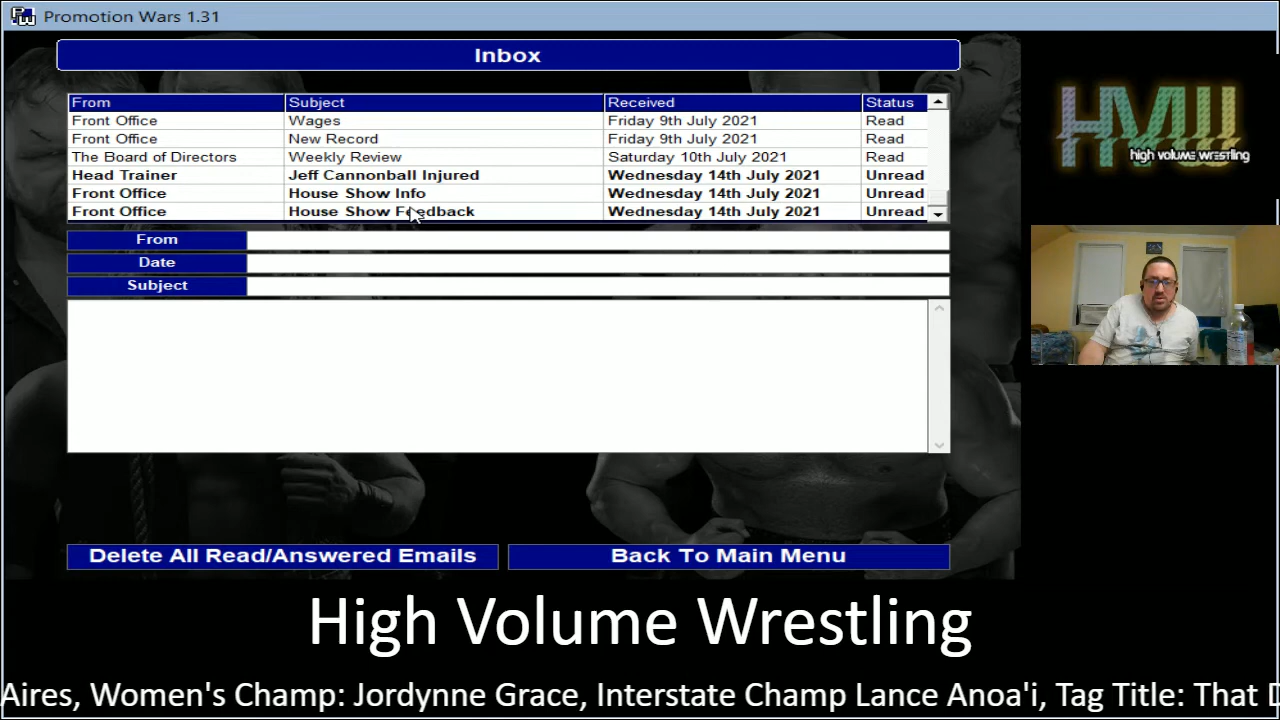 Promotion Wars 1.31
Inbox
From Subject Received Status
Front Office Wages Friday 9th July 2021 Read
Front Office New Record Friday 9th July 2021 Read
The Board of Directors Weekly Review Saturday 10th July 2021 Read
Head Trainer Jeff Cannonball Injured Wednesday 14th July 2021 Unread
Front Office House Show Info Wednesday 14th July 2021 Unread
Front Office House Show Feedback Wednesday 14th July 2021 Unread
From
Date
Subject
Delete All Read/Answered Emails Back To Main Menu
HVW
high volume wrestling
High Volume Wrestling
Aires, Women's Champ: Jordynne Grace, Interstate Champ Lance Anoa'i, Tag Title: That